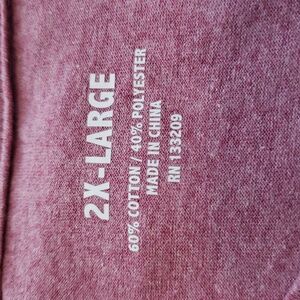 2X-LARGE
60% COTTON / 40% POLYESTER
MADE IN CHINA
RN 133209